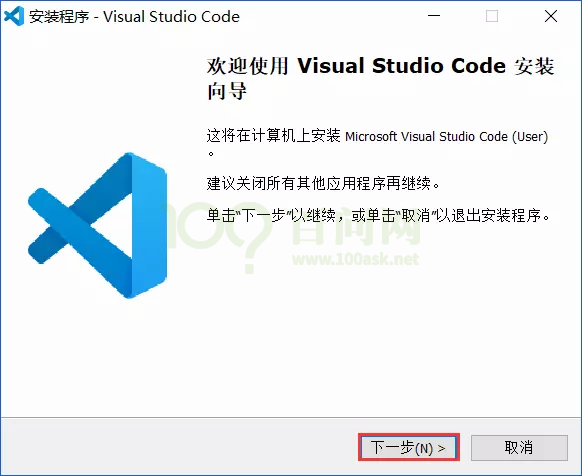 安装程序 - Visual Studio Code
欢迎使用 Visual Studio Code 安装
向导
这将在计算机上安装 Microsoft Visual Studio Code (User)
。
建议关闭所有其他应用程序再继续。
单击“下一步”以继续，或单击“取消”以退出安装程序。
100? 百问网
www.100ask.net
下一步(N) >
取消